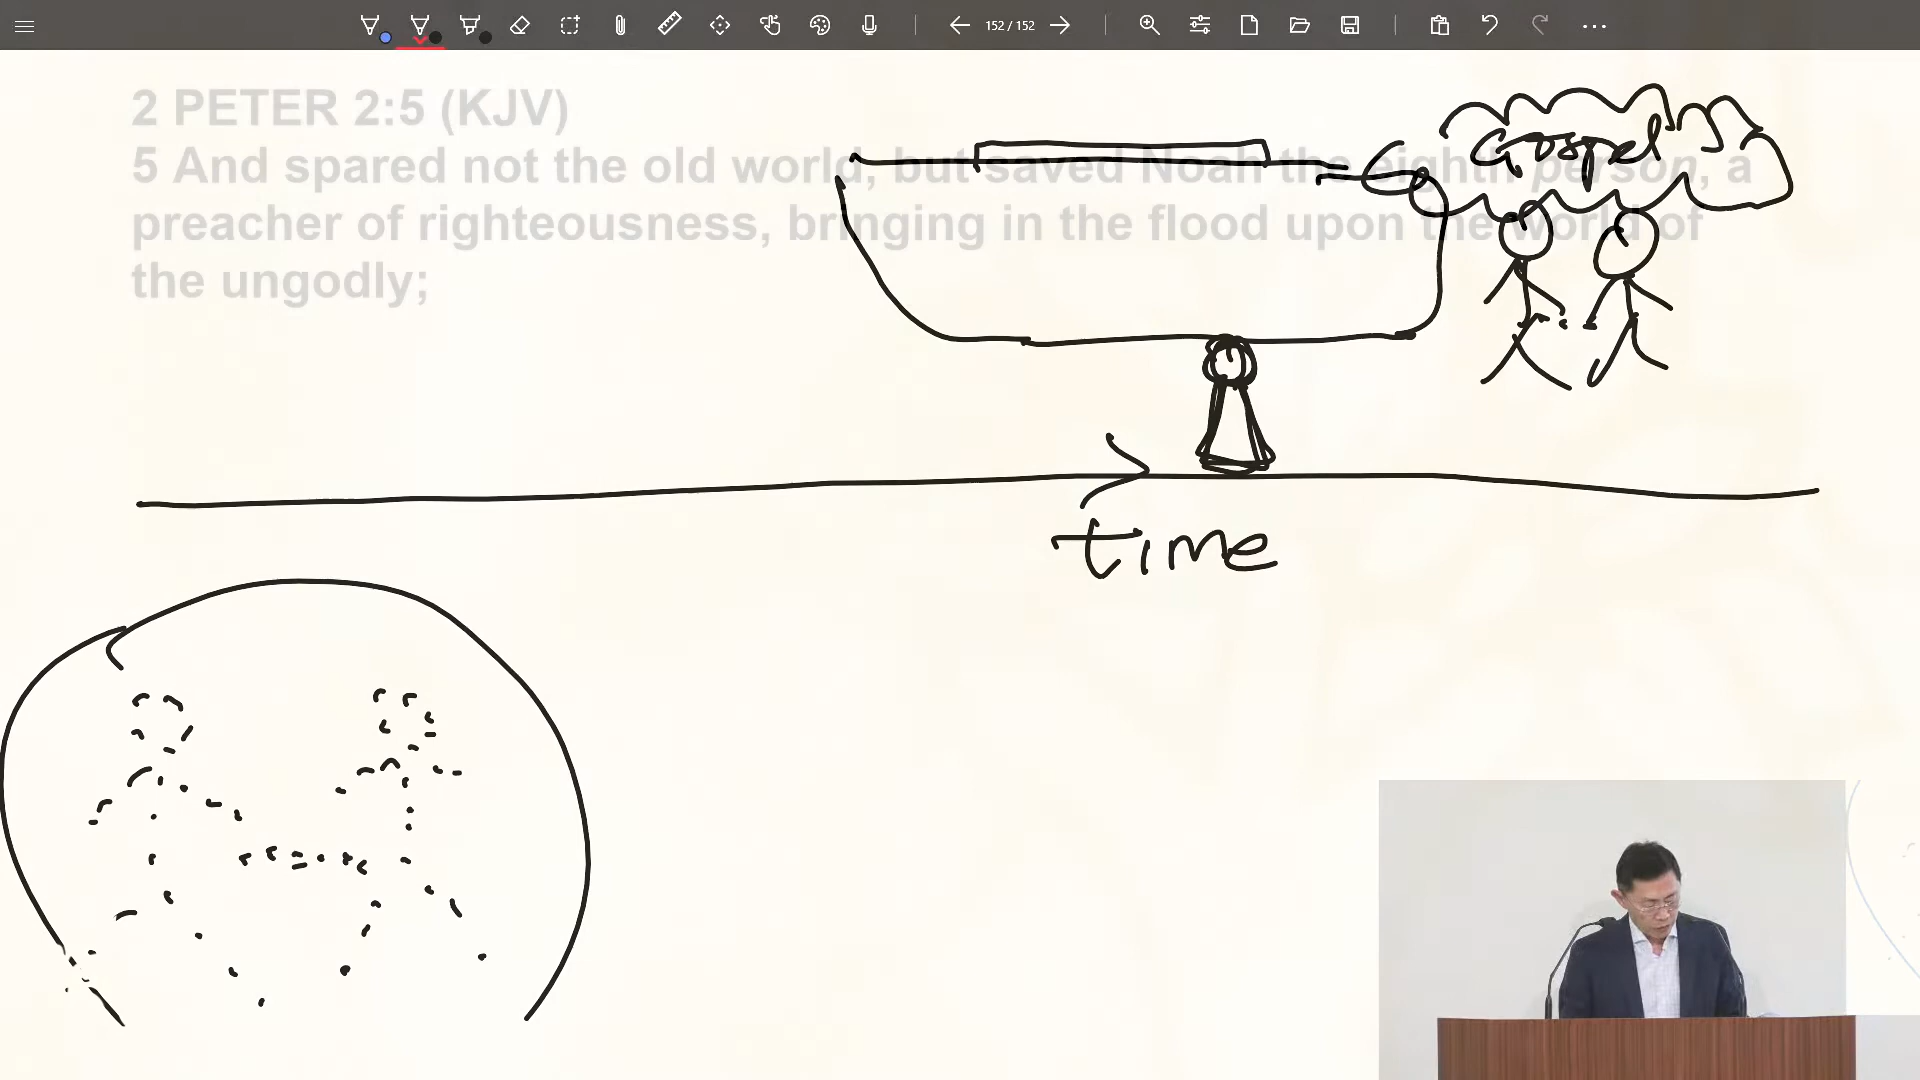 152 / 152
2 PETER 2:5 (KJV)
5 And spared not the old world, but saved Noah the eighth person, a
preacher of righteousness, bringing in the flood upon the world of
the ungodly;
Gospel
time